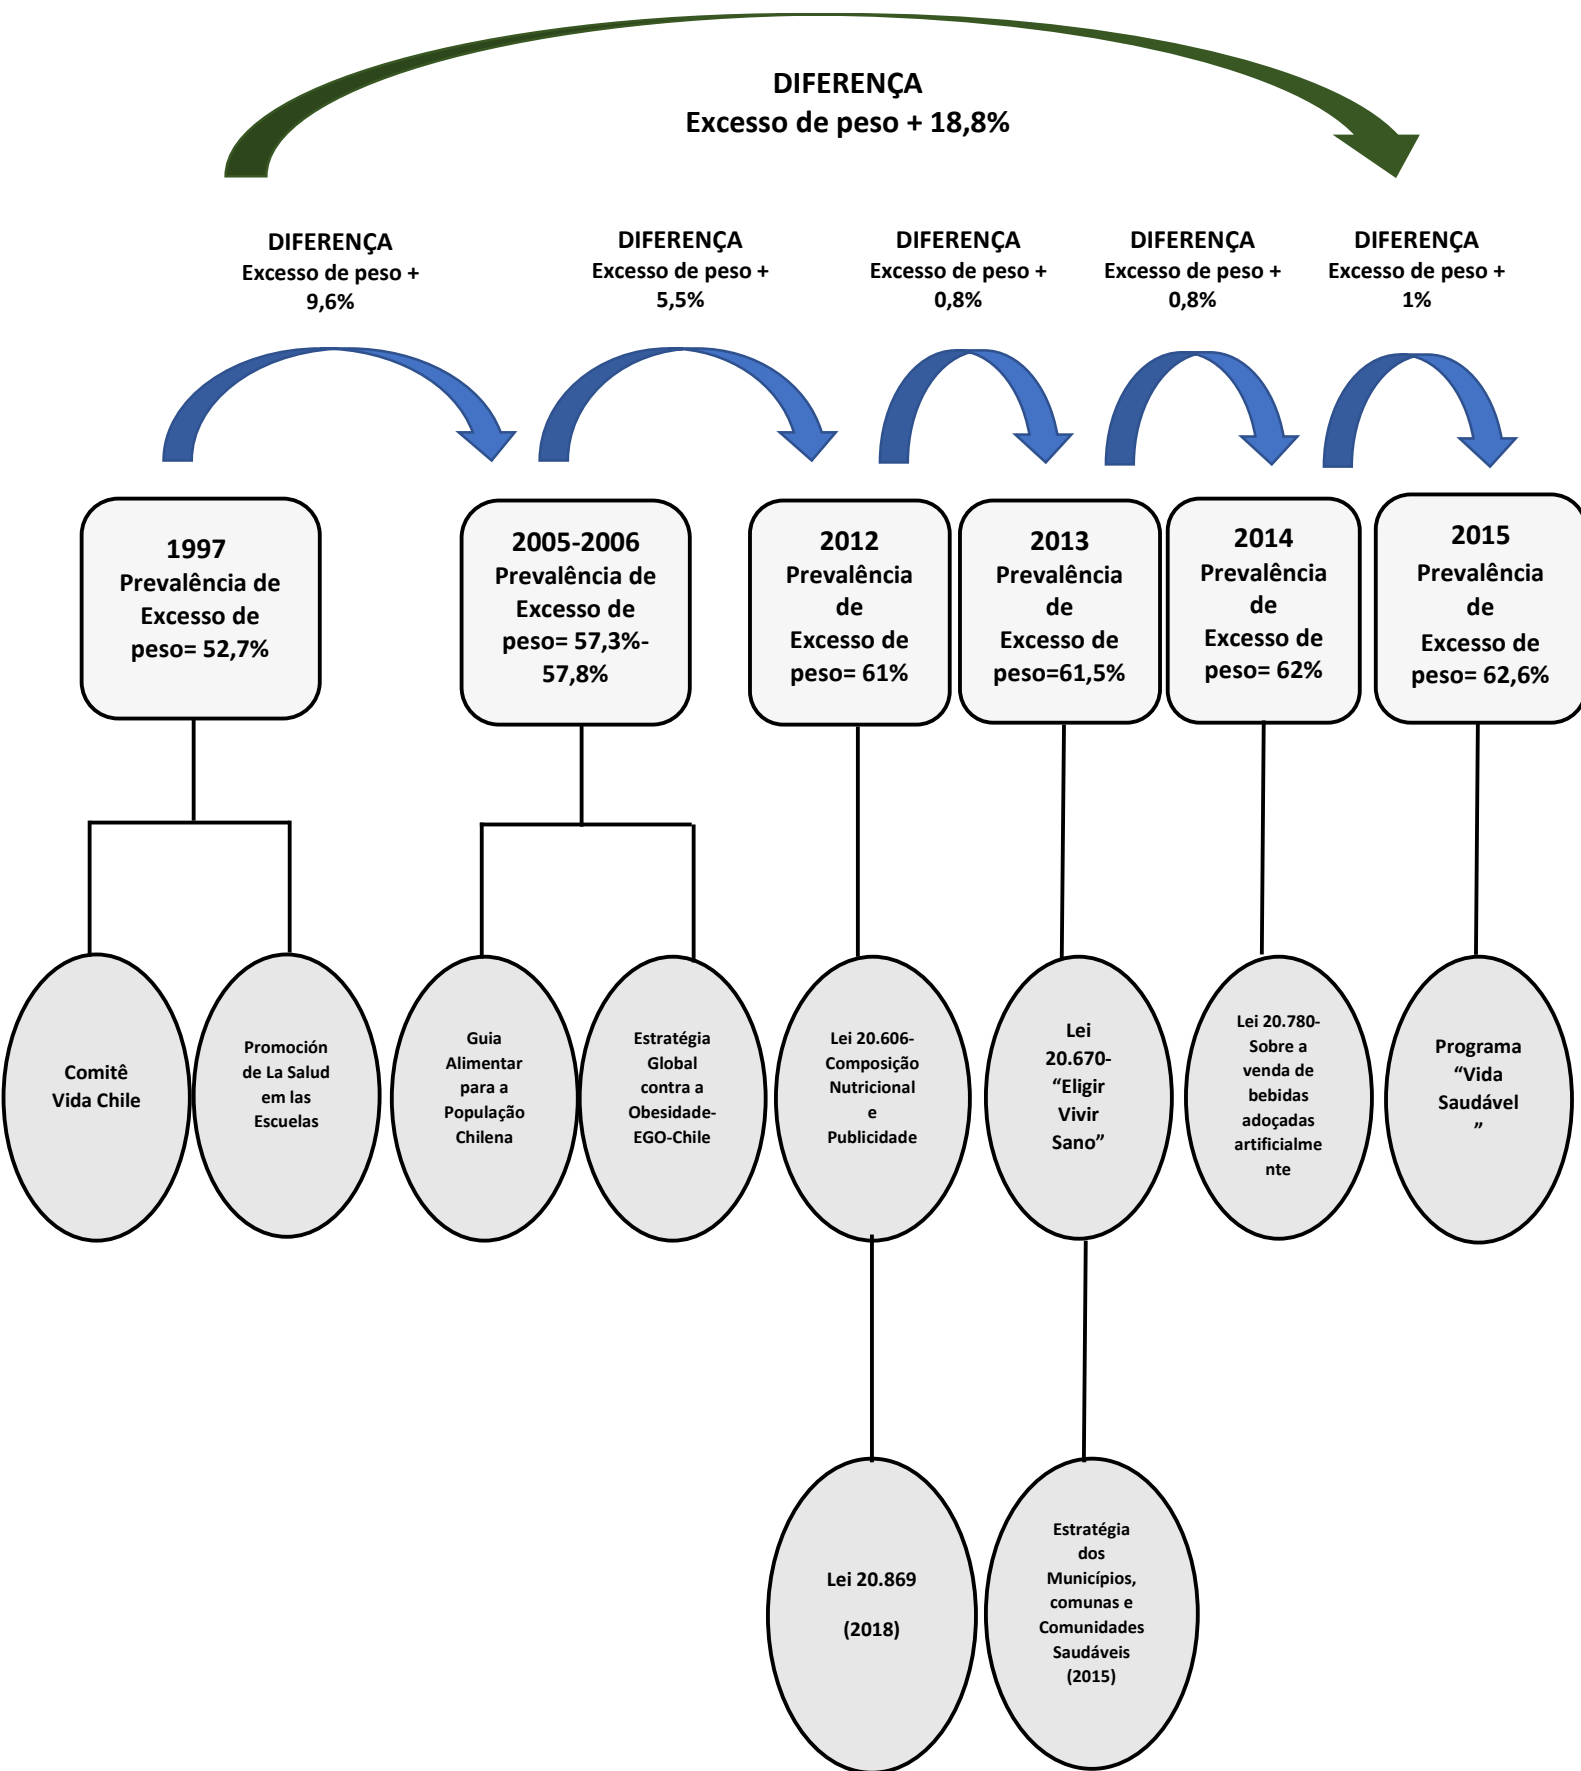 DIFERENÇA
Excesso de peso + 18,8%
DIFERENÇA
Excesso de peso +
9,6%
DIFERENÇA
Excesso de peso +
5,5%
DIFERENÇA
Excesso de peso +
0,8%
DIFERENÇA
Excesso de peso +
0,8%
DIFERENÇA
Excesso de peso +
1%
1997
Prevalência de
Excesso de
peso= 52,7%
2005-2006
Prevalência de
Excesso de
peso= 57,3%-
57,8%
2012
Prevalência
de
Excesso de
peso= 61%
2013
Prevalência
de
Excesso de
peso=61,5%
2014
Prevalência
de
Excesso de
peso= 62%
2015
Prevalência
de
Excesso de
peso= 62,6%
Comitê
Vida Chile
Promoción
de La Salud
em las
Escuelas
Guia
Alimentar
para a
População
Chilena
Estratégia
Global
contra a
Obesidade-
EGO-Chile
Lei 20.606-
Composição
Nutricional
e
Publicidade
Lei
20.670-
“Eligir
Vivir
Sano”
Lei 20.780-
Sobre a
venda de
bebidas
adoçadas
artificialme
nte
Programa
“Vida
Saudável
”
Lei 20.869
(2018)
Estratégia
dos
Municípios,
comunas e
Comunidades
Saudáveis
(2015)